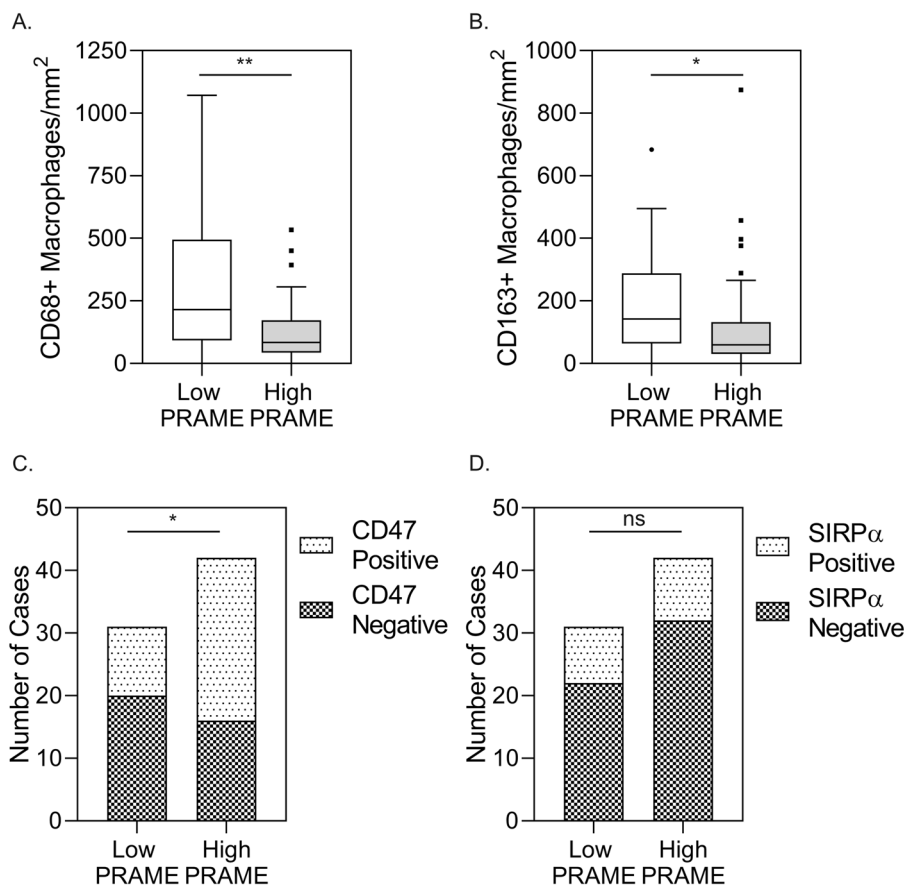 A.
CD68+ Macrophages/mm2
1250
1000
750
500
250
0
**
Low
PRAME
High
PRAME
B.
CD163+ Macrophages/mm2
1000
800
600
400
200
0
*
Low
PRAME
High
PRAME
C.
Number of Cases
50
40
30
20
10
0
*
Low
PRAME
High
PRAME
CD47
Positive
CD47
Negative
D.
Number of Cases
50
40
30
20
10
0
ns
Low
PRAME
High
PRAME
SIRPα
Positive
SIRPα
Negative